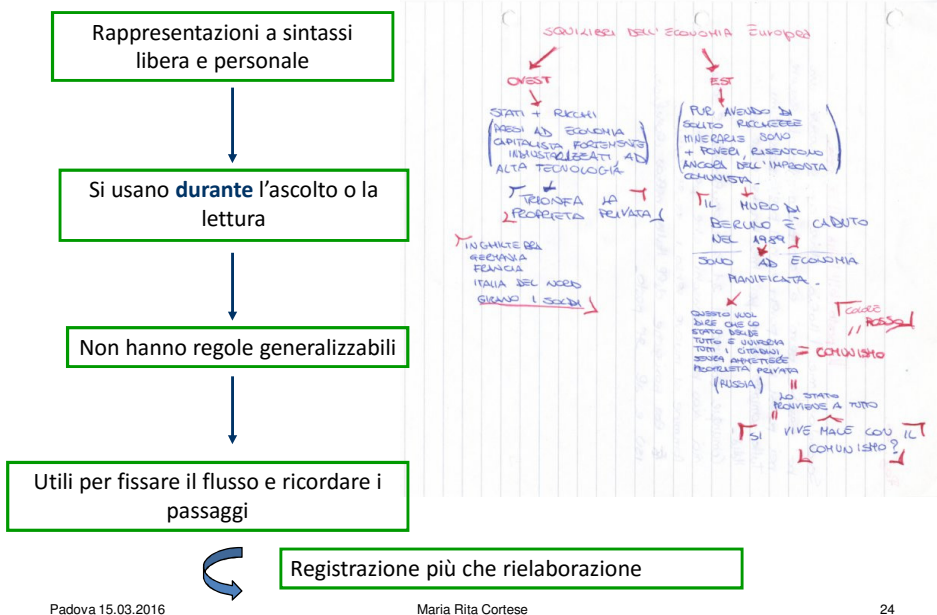 Rappresentazioni a sintassi
libera e personale
Si usano durante l'ascolto o la
lettura
Non hanno regole generalizzabili
Utili per fissare il flusso e ricordare i
passaggi
Registrazione più che rielaborazione
SQUILIBRI DELL'ECONOMIA Europea
OVEST
STATI + RICCHI
(PAESI AD ECONOMIA
CAPITALISTA FORTEMENTE
INDUSTRIALIZZATI, AD
ALTA TECNOLOGIA
TRIONFA LA
PROPRIETÀ PRIVATA
INGHILTERRA
GERMANIA
FRANCIA
ITALIA DEL NORD
GIRANO I SOLDI
EST
(PUR AVENDO DI
SOLITO RICCHEZZE
MINERARIE SONO
+ POVERI, RISENTONO
ANCORA DELL'IMPRONTA
COMUNISTA.
IL MURO DI
BERLINO È CADUTO
NEL 1989
SONO AD ECONOMIA
PIANIFICATA.
QUESTO VUOL
DIRE CHE LO
STATO DECIDE
TUTTO E UNIFORMA
TUTTI I CITTADINI
SENZA AMMETTERE
PROPRIETÀ PRIVATA
(RUSSIA)
= COMUNISMO
COLORE
ROSSO
LO STATO
PROVVEDE A TUTTO
SI VIVE MALE CON IL
COMUNISMO?
Padova 15.03.2016
Maria Rita Cortese
24